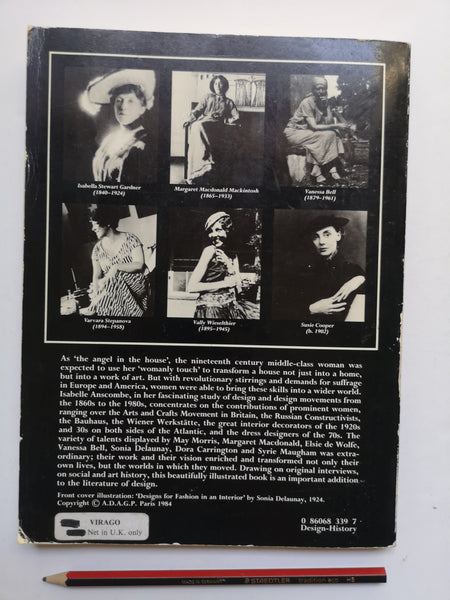 Isabella Stewart Gardner
(1840–1924)
Margaret Macdonald Mackintosh
(1865–1933)
Vanessa Bell
(1879–1961)
Varvara Stepanova
(1894–1958)
Vally Wieselthier
(1895–1945)
Susie Cooper
(b. 1902)
As ‘the angel in the house’, the nineteenth century middle-class woman was
expected to use her ‘womanly touch’ to transform a house not just into a home,
but into a work of art. But with revolutionary stirrings and demands for suffrage
in Europe and America, women were able to bring these skills into a wider world.
Isabelle Anscombe, in her fascinating study of design and design movements from
the 1860s to the 1980s, concentrates on the contributions of prominent women,
ranging over the Arts and Crafts Movement in Britain, the Russian Constructivists,
the Bauhaus, the Wiener Werkstätte, the great interior decorators of the 1920s
and 30s on both sides of the Atlantic, and the dress designers of the 70s. The
variety of talents displayed by May Morris, Margaret Macdonald, Elsie de Wolfe,
Vanessa Bell, Sonia Delaunay, Dora Carrington and Syrie Maugham was extra-
ordinary; their work and their vision enriched and transformed not only their
own lives, but the worlds in which they moved. Drawing on original interviews,
on social and art history, this beautifully illustrated book is an important addition
to the literature of design.
Front cover illustration: ‘Designs for Fashion in an Interior’ by Sonia Delaunay, 1924.
Copyright © A.D.A.G.P. Paris 1984
VIRAGO
Net in U.K. only
0 86068 339 7
Design-History
STAEDTLER tradition eco HB